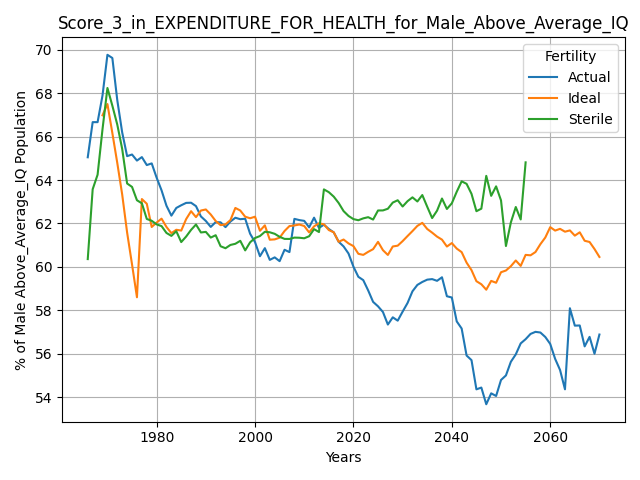 Score_3_in_EXPENDITURE_FOR_HEALTH_for_Male_Above_Average_IQ
Fertility
Actual
Ideal
Sterile
% of Male Above_Average_IQ Population
70
68
66
64
62
60
58
56
54
1980
2000
2020
2040
2060
Years